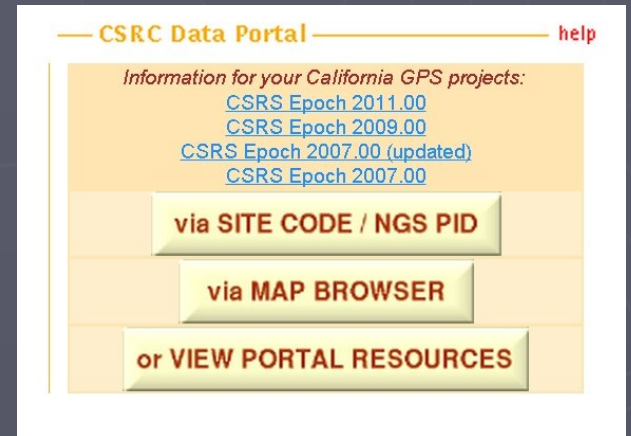 CSRC Data Portal help
Information for your California GPS projects:
CSRS Epoch 2011.00
CSRS Epoch 2009.00
CSRS Epoch 2007.00 (updated)
CSRS Epoch 2007.00
via SITE CODE / NGS PID
via MAP BROWSER
or VIEW PORTAL RESOURCES